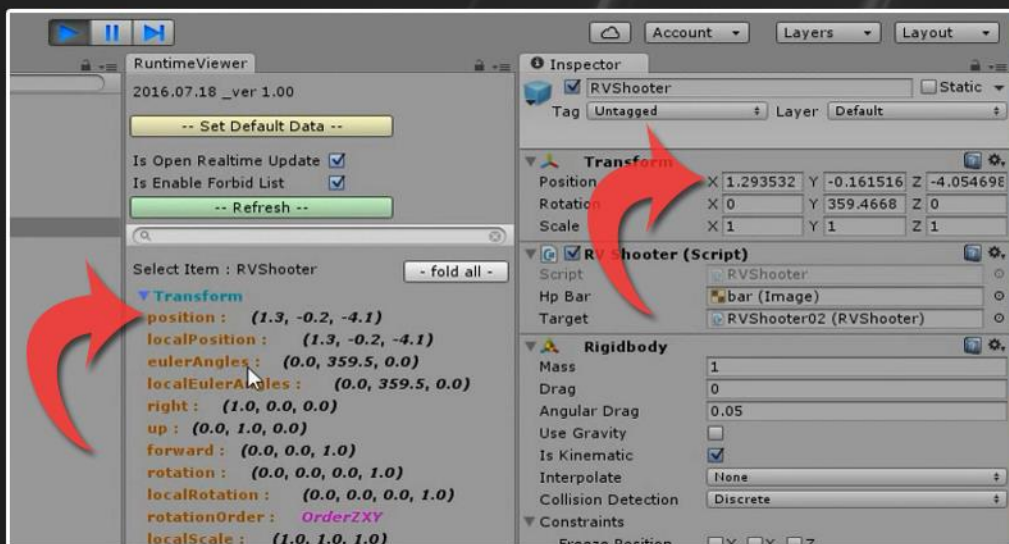 Account
Layers
Layout
RuntimeViewer
2016.07.18 _ver 1.00
-- Set Default Data --
Is Open Realtime Update
Is Enable Forbid List
-- Refresh --
Select Item : RVShooter
- fold all -
Transform
position : (1.3, -0.2, -4.1)
localPosition : (1.3, -0.2, -4.1)
eulerAngles : (0.0, 359.5, 0.0)
localEulerAngles : (0.0, 359.5, 0.0)
right : (1.0, 0.0, 0.0)
up : (0.0, 1.0, 0.0)
forward : (0.0, 0.0, 1.0)
rotation : (0.0, 0.0, 0.0, 1.0)
localRotation : (0.0, 0.0, 0.0, 1.0)
rotationOrder : OrderZXY
localScale : (1.0, 1.0, 1.0)
Inspector
RVShooter
Static
Tag Untagged Layer Default
Transform
Position X 1.293532 Y -0.161516 Z -4.054698
Rotation X 0 Y 359.4668 Z 0
Scale X 1 Y 1 Z 1
RV Shooter (Script)
Script RVShooter
Hp Bar bar (Image)
Target RVShooter02 (RVShooter)
Rigidbody
Mass 1
Drag 0
Angular Drag 0.05
Use Gravity
Is Kinematic
Interpolate None
Collision Detection Discrete
Constraints
Freeze Position X Y Z